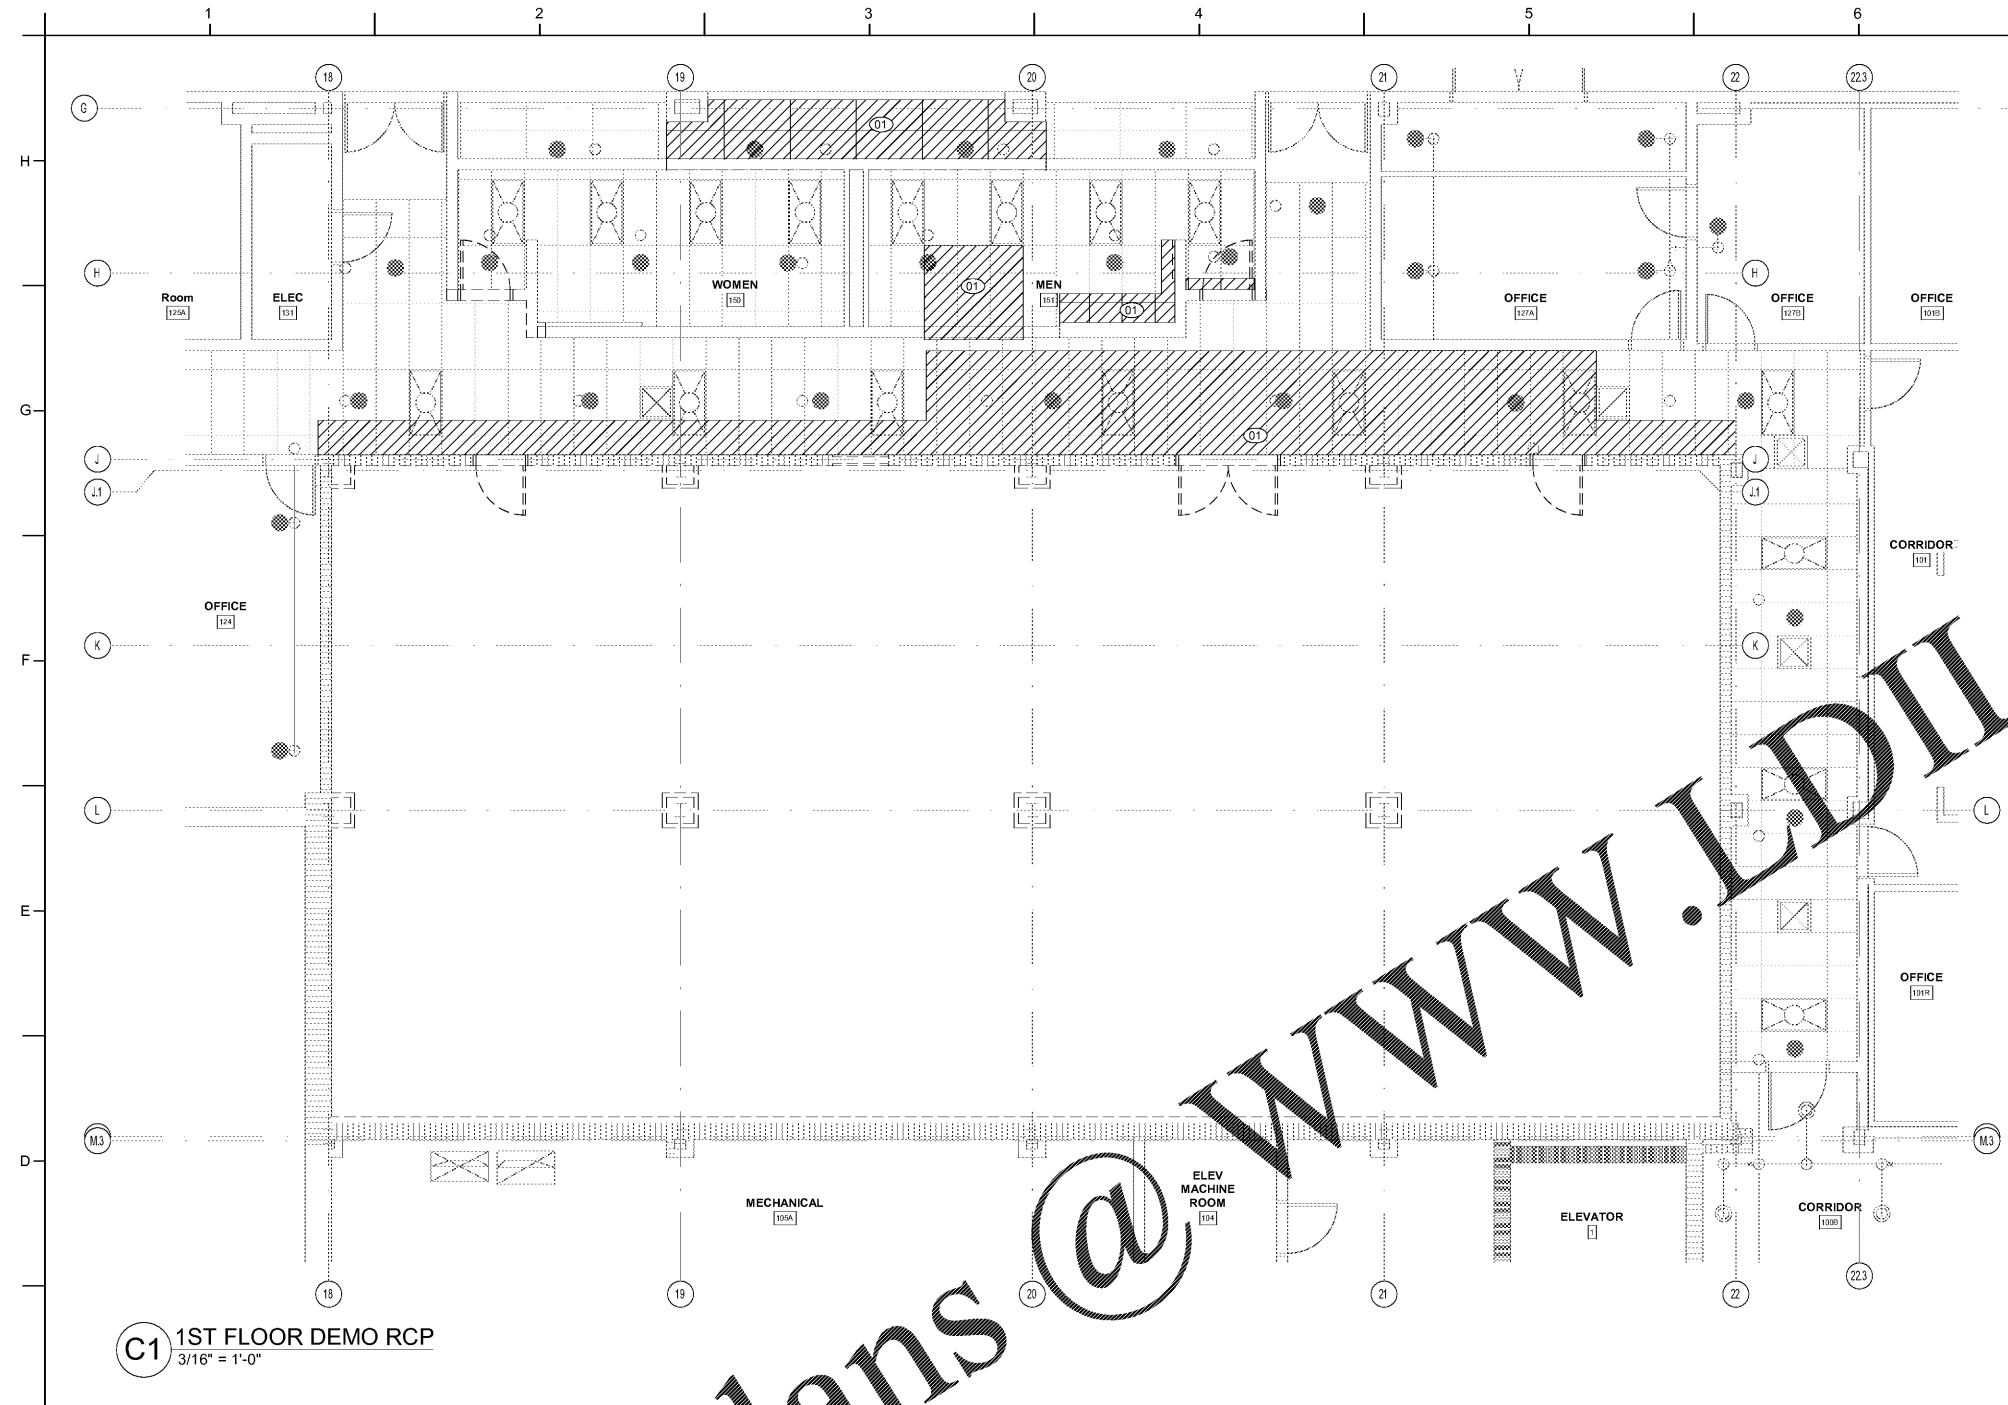 1 2 3 4 5 6
18 19 20 21 22 22.3
G
01
H
H H
01
WOMEN
150
MEN
151
01
Room
125A
ELEC
131
OFFICE
127A
OFFICE
127B
OFFICE
101B
G
01
J J
J.1 J.1
CORRIDOR
101
OFFICE
124
K K
F
L L
E
OFFICE
101R
M.3 M.3
D
MECHANICAL
105A
ELEV
MACHINE
ROOM
104
ELEVATOR
1
CORRIDOR
100B
18 19 20 21 22 22.3
C1
1ST FLOOR DEMO RCP
3/16" = 1'-0"
lans @ www.LDII